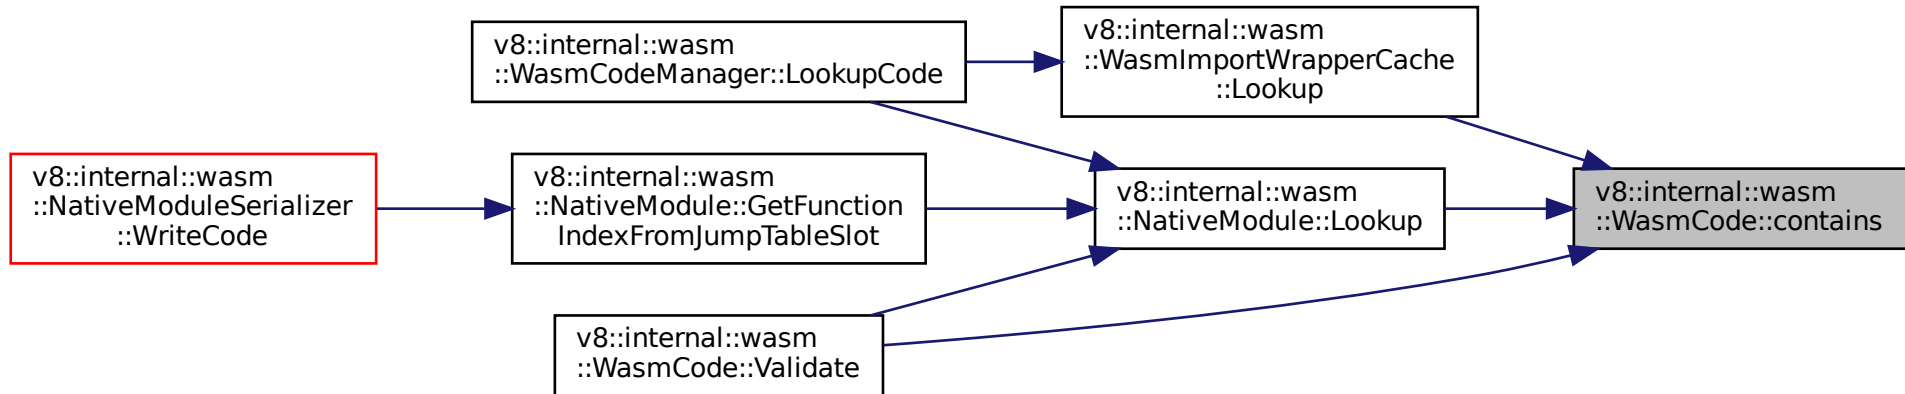 v8::internal::wasm
::WasmCodeManager::LookupCode
v8::internal::wasm
::WasmImportWrapperCache
::Lookup
v8::internal::wasm
::NativeModuleSerializer
::WriteCode
v8::internal::wasm
::NativeModule::GetFunction
IndexFromJumpTableSlot
v8::internal::wasm
::NativeModule::Lookup
v8::internal::wasm
::WasmCode::contains
v8::internal::wasm
::WasmCode::Validate